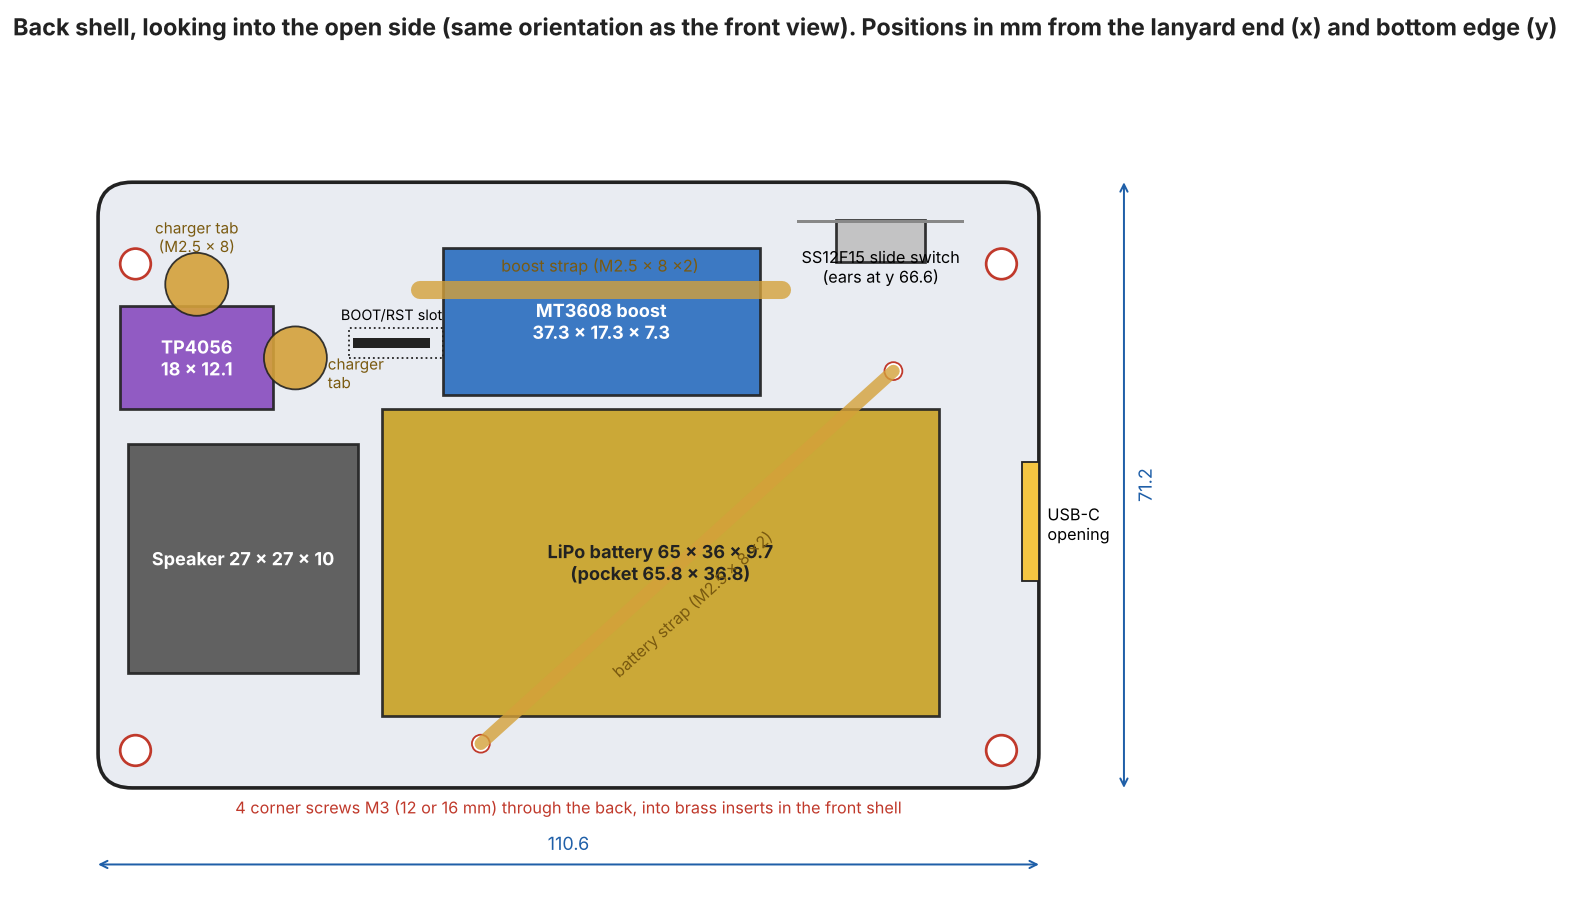 Back shell, looking into the open side (same orientation as the front view). Positions in mm from the lanyard end (x) and bottom edge (y)
charger tab
(M2.5 × 8)
boost strap (M2.5 × 8 ×2)
SS12F15 slide switch
(ears at y 66.6)
BOOT/RST slot
MT3608 boost
37.3 × 17.3 × 7.3
TP4056
18 × 12.1
charger
tab
Speaker 27 × 27 × 10
LiPo battery 65 × 36 × 9.7
(pocket 65.8 × 36.8)
battery strap (M2.5 × 8 ×2)
USB-C
opening
71.2
4 corner screws M3 (12 or 16 mm) through the back, into brass inserts in the front shell
110.6